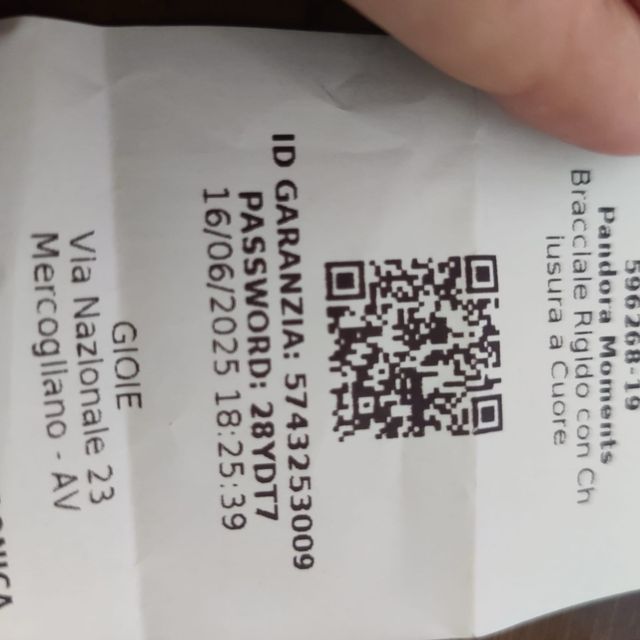 596268-19
Pandora Moments
Bracciale Rigido con Ch
iusura a Cuore
ID GARANZIA: 5743253009
PASSWORD: 28YDT7
16/06/2025 18:25:39
GIOIE
Via Nazionale 23
Mercogliano - AV